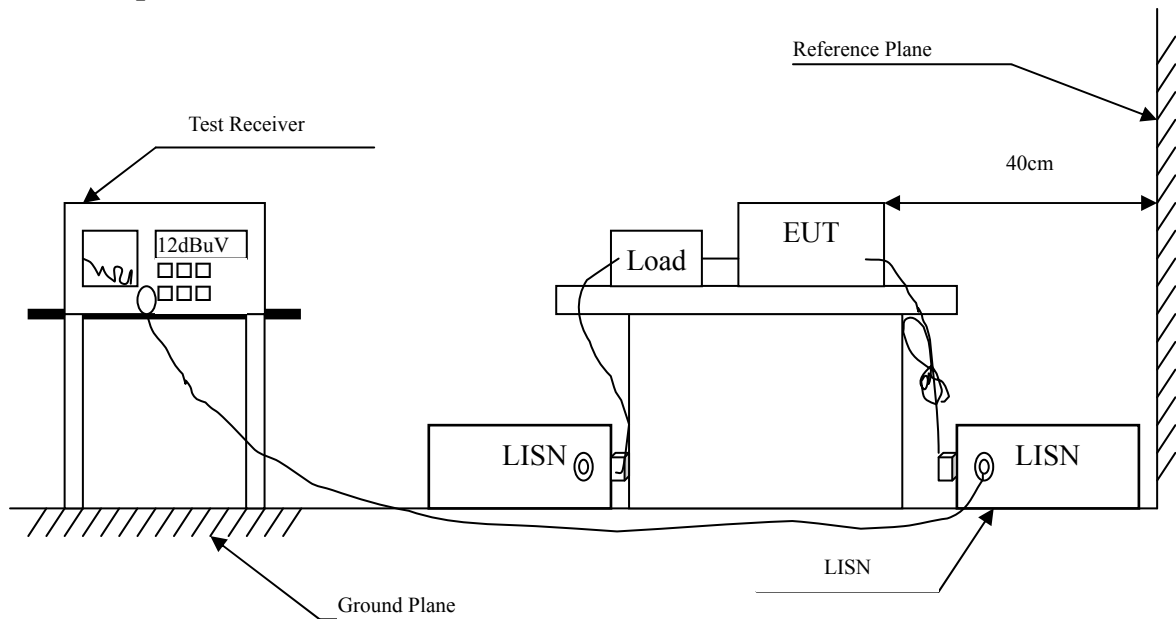 Reference Plane
Test Receiver
40cm
12dBuV
EUT
Load
LISN
LISN
LISN
Ground Plane